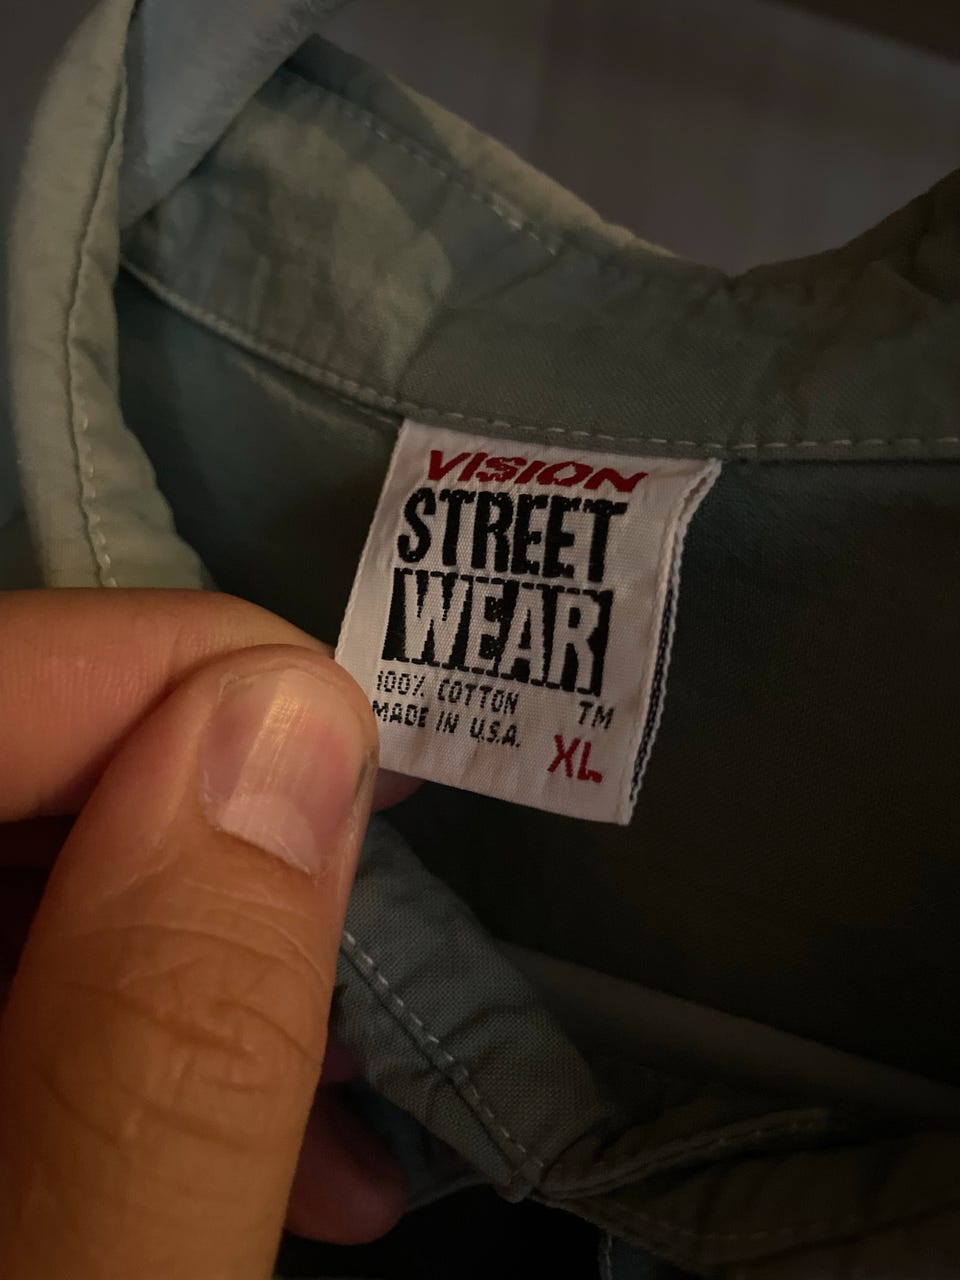 VISION
STREET
WEAR
100% COTTON
MADE IN U.S.A.
TM
XL